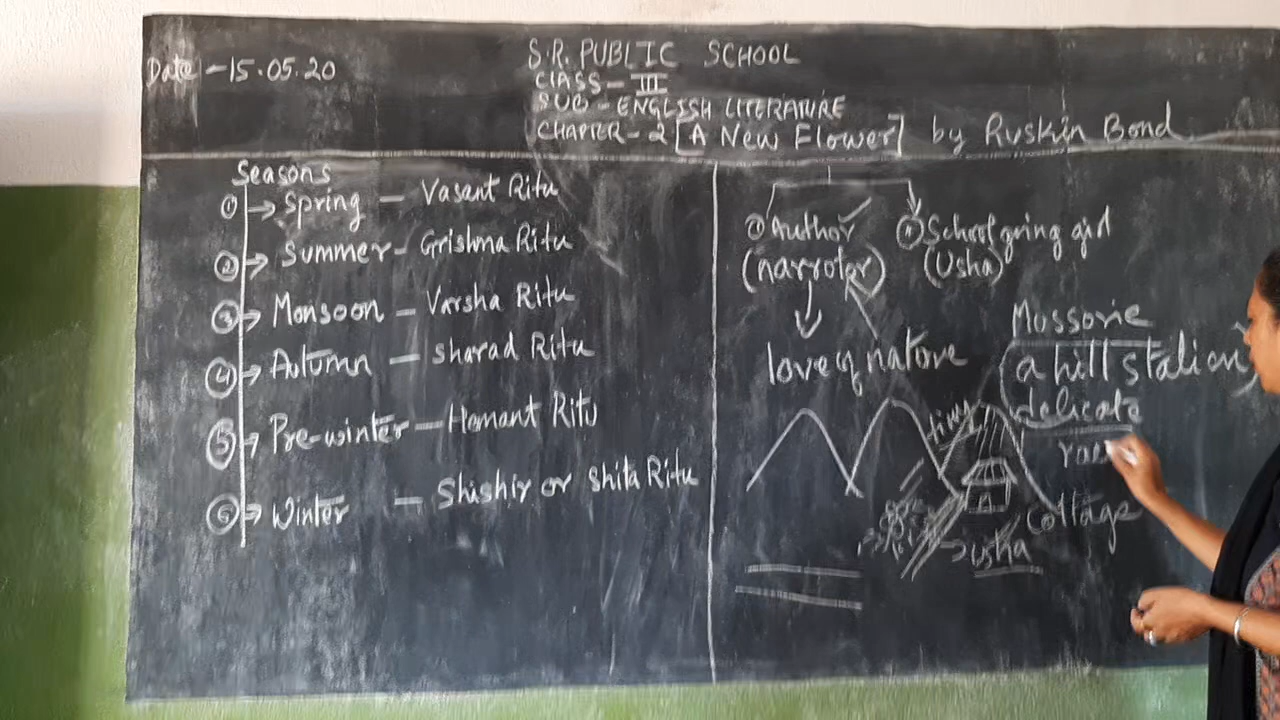 Date - 15.05.20
S.R. PUBLIC SCHOOL
CLASS - III
SUB - ENGLISH LITERATURE
CHAPTER - 2 [A New Flower] by Ruskin Bond
Seasons
① → Spring — Vasant Ritu
② → Summer - Grishma Ritu
③ → Monsoon — Varsha Ritu
④ → Autumn — sharad Ritu
⑤ → Pre-winter — Hemant Ritu
⑥ → Winter — Shishir or shita Ritu
① Author
(narrotor)
② School going girl
(Usha)
love of nature
Mussorie
(a hill station)
delicate
tiny
Cottage
→ usha